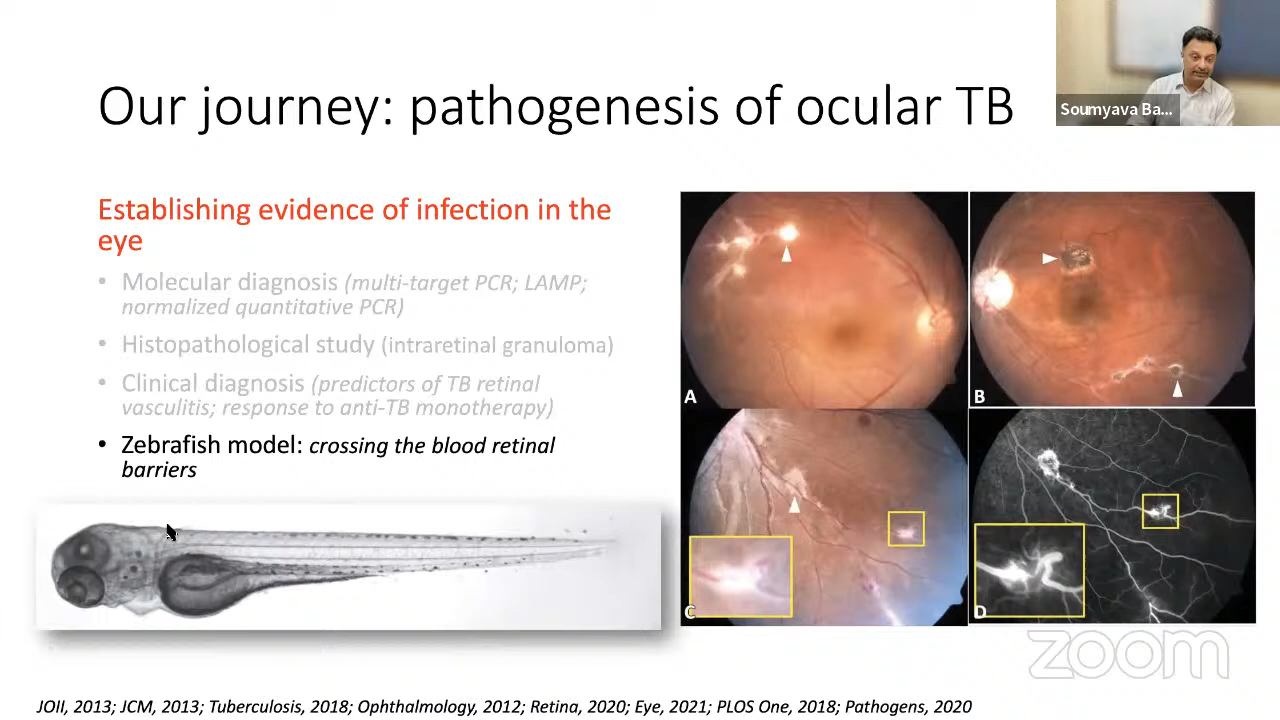 Our journey: pathogenesis of ocular TB
Soumyava Ba...
Establishing evidence of infection in the
eye
• Molecular diagnosis (multi-target PCR; LAMP;
normalized quantitative PCR)
• Histopathological study (intraretinal granuloma)
• Clinical diagnosis (predictors of TB retinal
vasculitis; response to anti-TB monotherapy)
• Zebrafish model: crossing the blood retinal
barriers
A
B
C
D
zoom
JOII, 2013; JCM, 2013; Tuberculosis, 2018; Ophthalmology, 2012; Retina, 2020; Eye, 2021; PLOS One, 2018; Pathogens, 2020